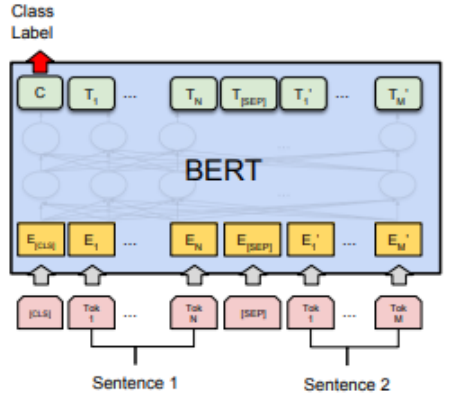 Class
Label
C T1 ... TN T[SEP] T1' ... TM'
...
BERT
E[CLS] E1 ... EN E[SEP] E1' ... EM'
[CLS] Tok 1 ... Tok N [SEP] Tok 1 ... Tok M
Sentence 1 Sentence 2